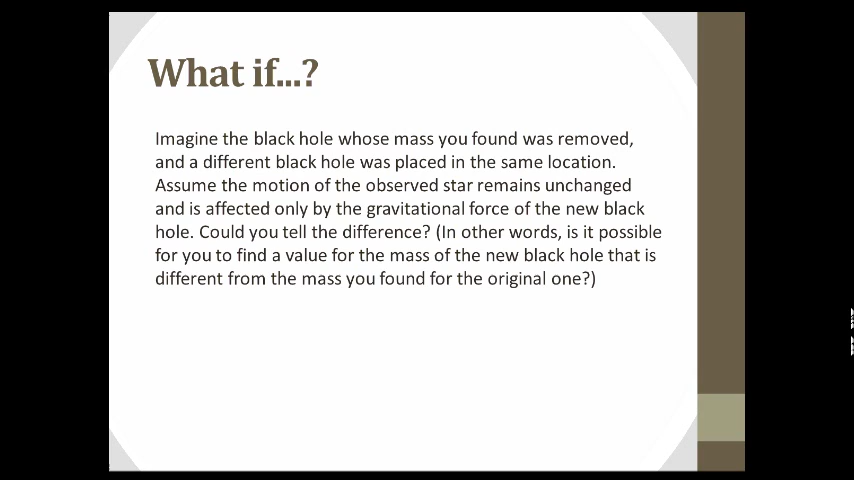 What if...?
Imagine the black hole whose mass you found was removed,
and a different black hole was placed in the same location.
Assume the motion of the observed star remains unchanged
and is affected only by the gravitational force of the new black
hole. Could you tell the difference? (In other words, is it possible
for you to find a value for the mass of the new black hole that is
different from the mass you found for the original one?)